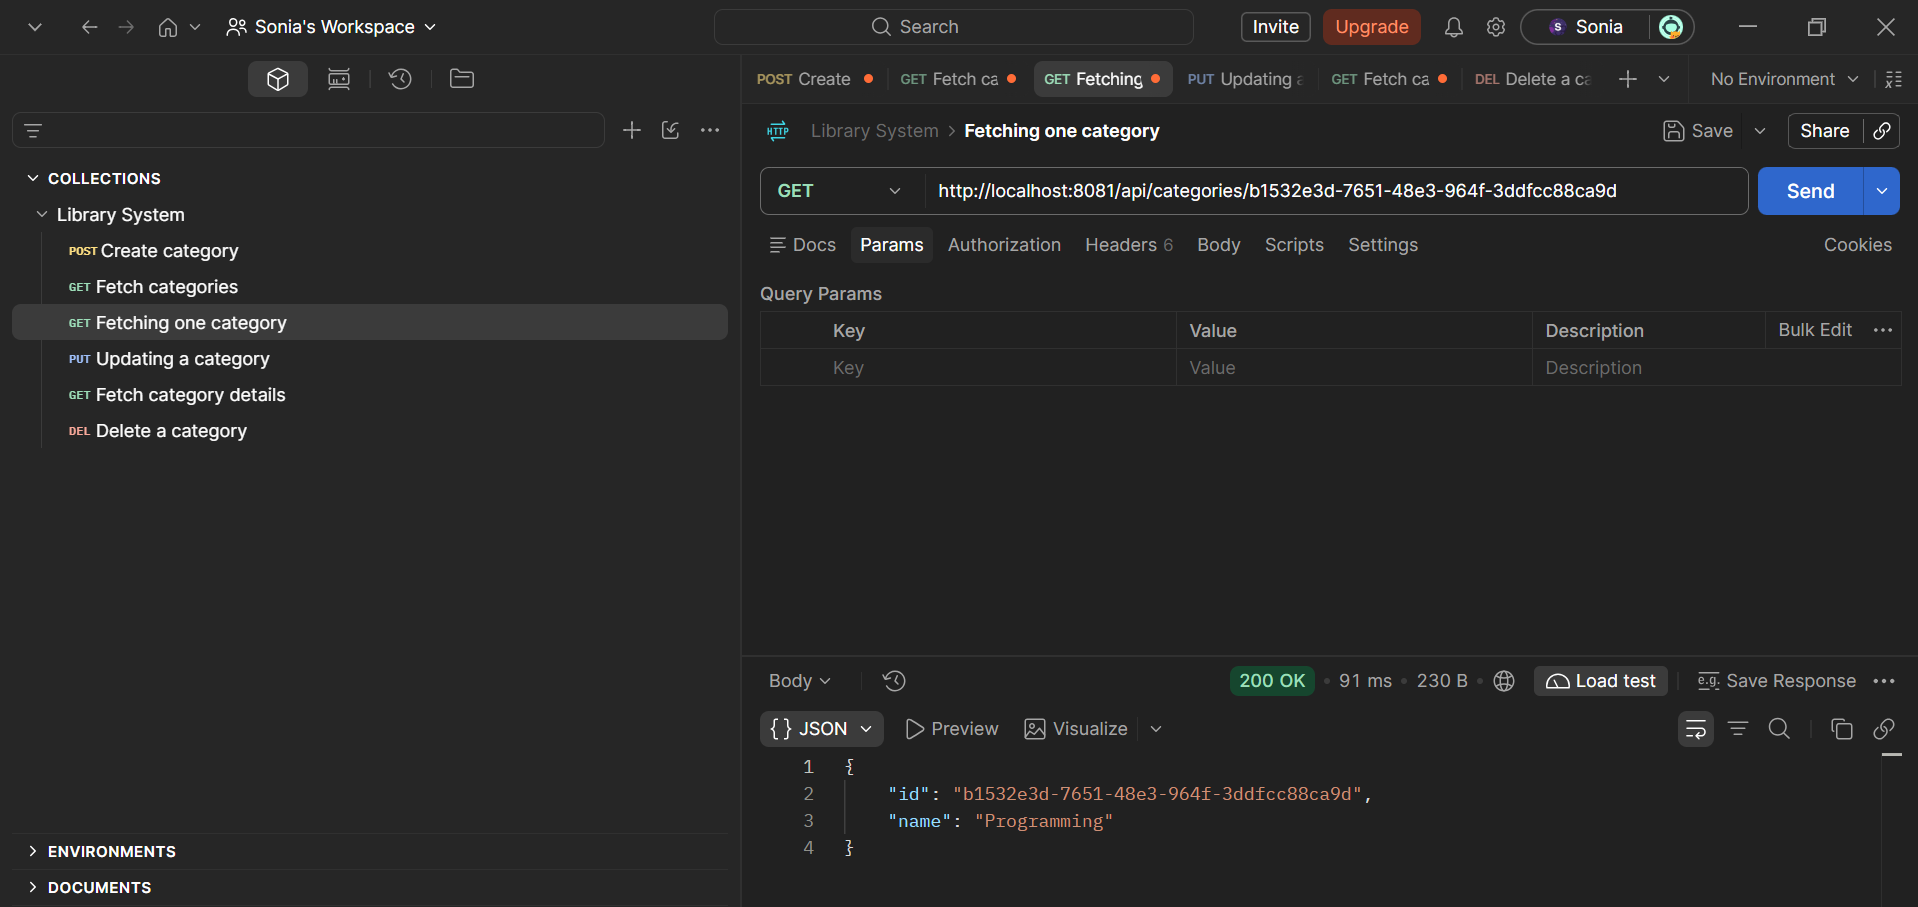 Sonia's Workspace
Search
Invite
Upgrade
S Sonia
POST Create
GET Fetch ca
GET Fetching
PUT Updating a
GET Fetch ca
DEL Delete a ca
No Environment
HTTP Library System > Fetching one category
Save
Share
COLLECTIONS
Library System
POST Create category
GET Fetch categories
GET Fetching one category
PUT Updating a category
GET Fetch category details
DEL Delete a category
ENVIRONMENTS
DOCUMENTS
GET http://localhost:8081/api/categories/b1532e3d-7651-48e3-964f-3ddfcc88ca9d
Send
Docs Params Authorization Headers 6 Body Scripts Settings Cookies
Query Params
Key Value Description Bulk Edit
Key Value Description
Body
200 OK • 91 ms • 230 B
Load test
e.g. Save Response
{} JSON Preview Visualize
1 {
2 "id": "b1532e3d-7651-48e3-964f-3ddfcc88ca9d",
3 "name": "Programming"
4 }